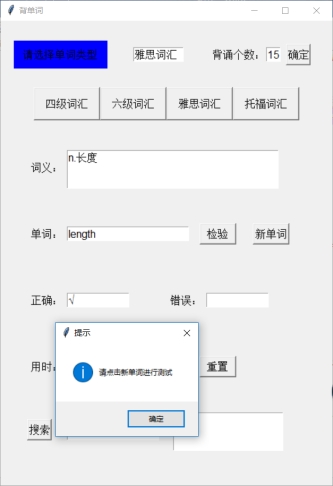 背单词
请选择单词类型 雅思词汇 背诵个数： 15 确定
四级词汇 六级词汇 雅思词汇 托福词汇
词义： n.长度
单词： length 检验 新单词
正确： √ 错误：
提示
用时： 重置
请点击新单词进行测试
确定
搜索